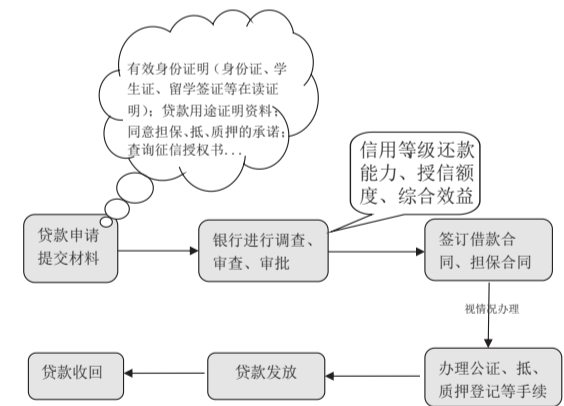 有效身份证明（身份证、学
生证、留学签证等在读证
明）；贷款用途证明资料；
同意担保、抵、质押的承诺；
查询征信授权书...
信用等级还款
能力、授信额
度、综合效益
贷款申请
提交材料
银行进行调查、
审查、审批
签订借款合
同、担保合同
视情况办理
办理公证、抵、
质押登记等手续
贷款发放
贷款收回